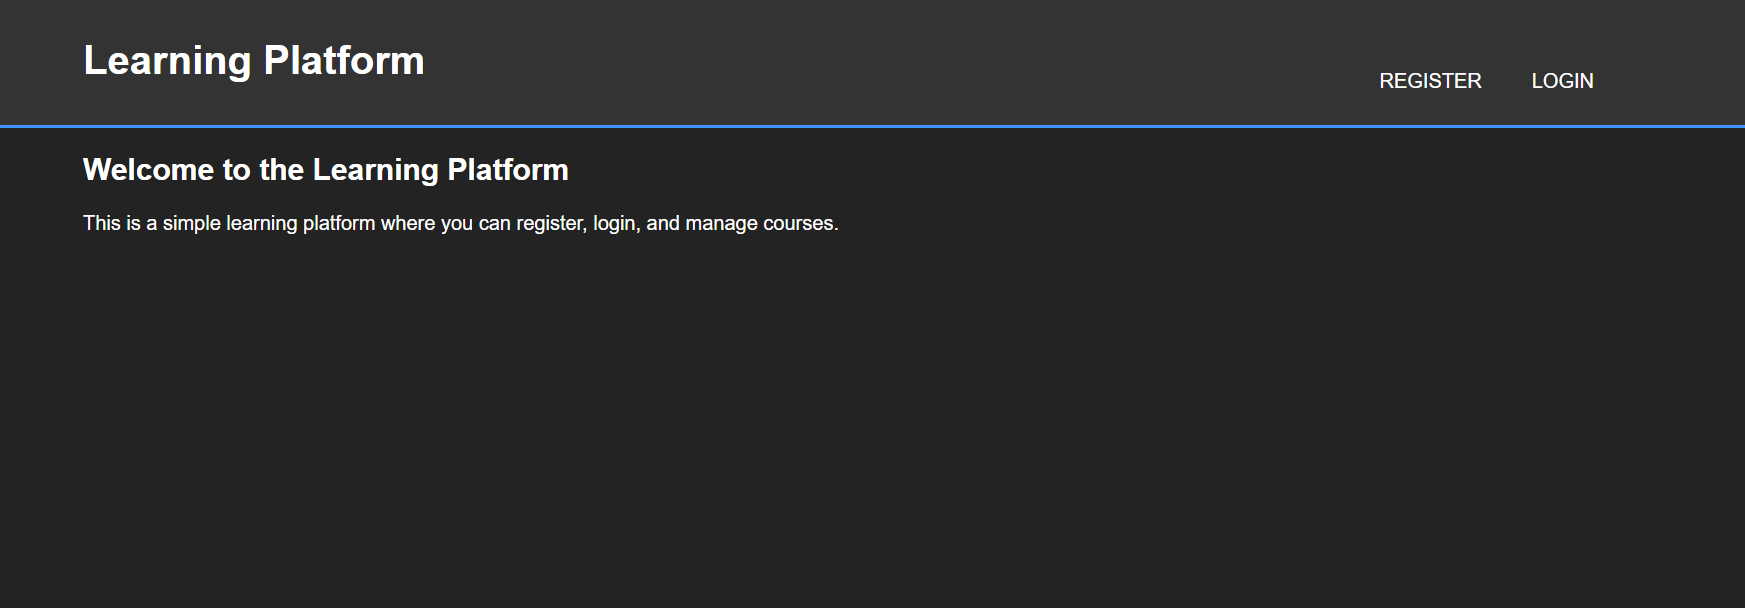 Learning Platform
REGISTER LOGIN
Welcome to the Learning Platform
This is a simple learning platform where you can register, login, and manage courses.